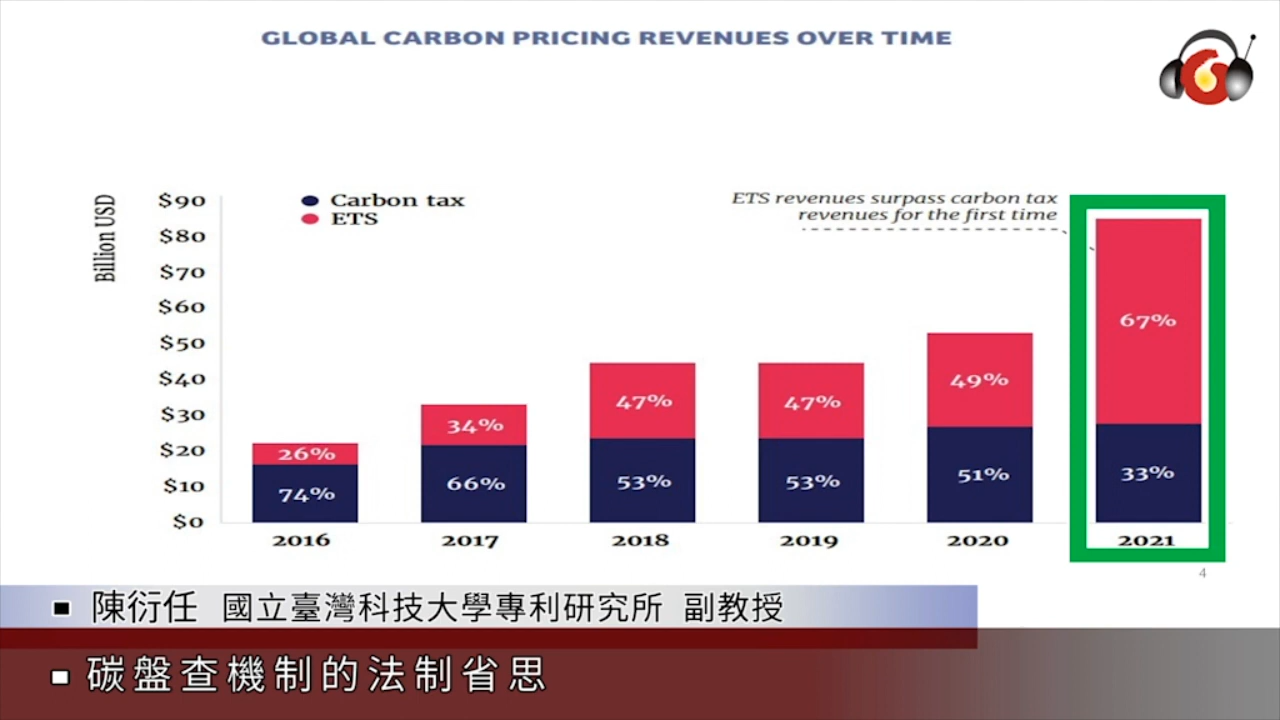 GLOBAL CARBON PRICING REVENUES OVER TIME
Billion USD
$90
$80
$70
$60
$50
$40
$30
$20
$10
$0
Carbon tax
ETS
ETS revenues surpass carbon tax
revenues for the first time
26%
74%
34%
66%
47%
53%
47%
53%
49%
51%
67%
33%
2016 2017 2018 2019 2020 2021
4
陳衍任 國立臺灣科技大學專利研究所 副教授
碳盤查機制的法制省思